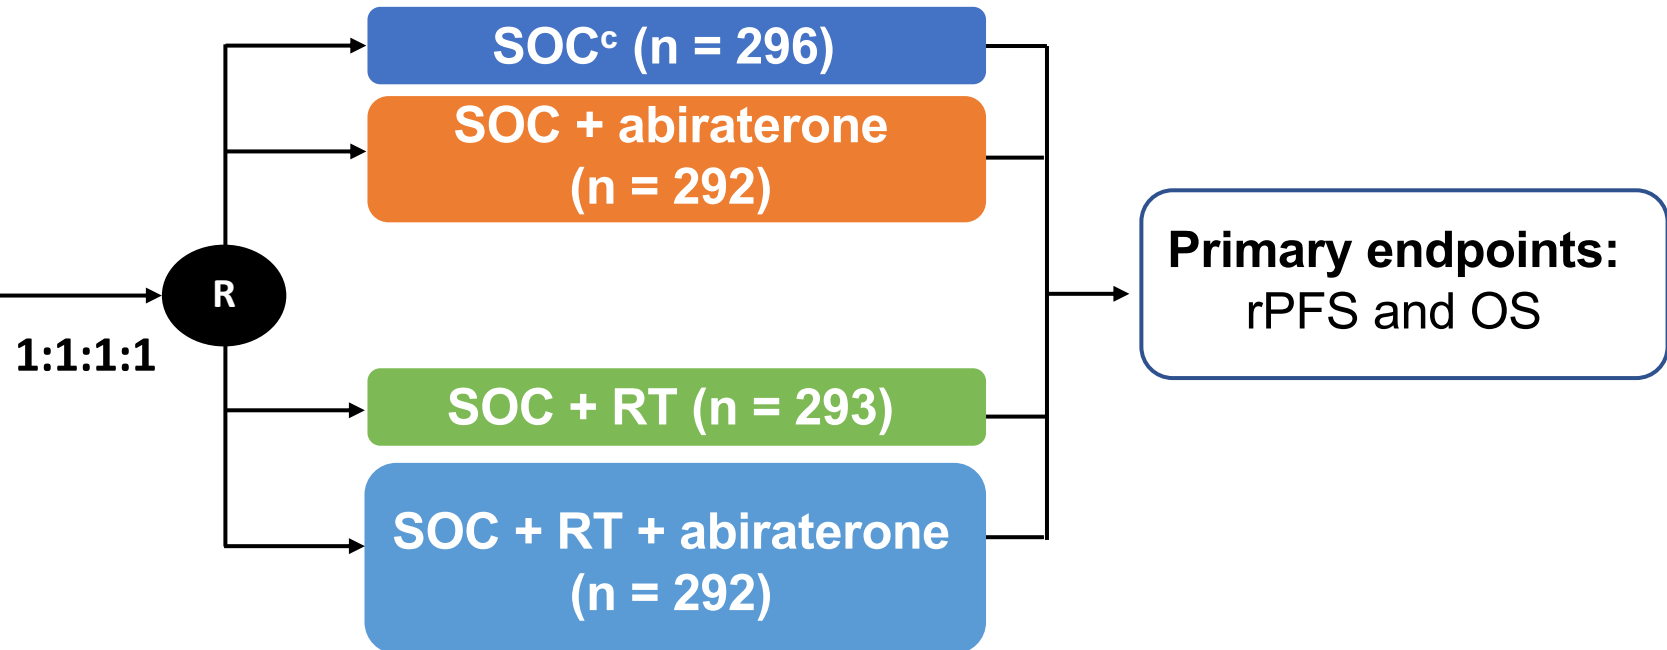 SOCᶜ (n = 296)
SOC + abiraterone
(n = 292)
R
1:1:1:1
Primary endpoints:
rPFS and OS
SOC + RT (n = 293)
SOC + RT + abiraterone
(n = 292)